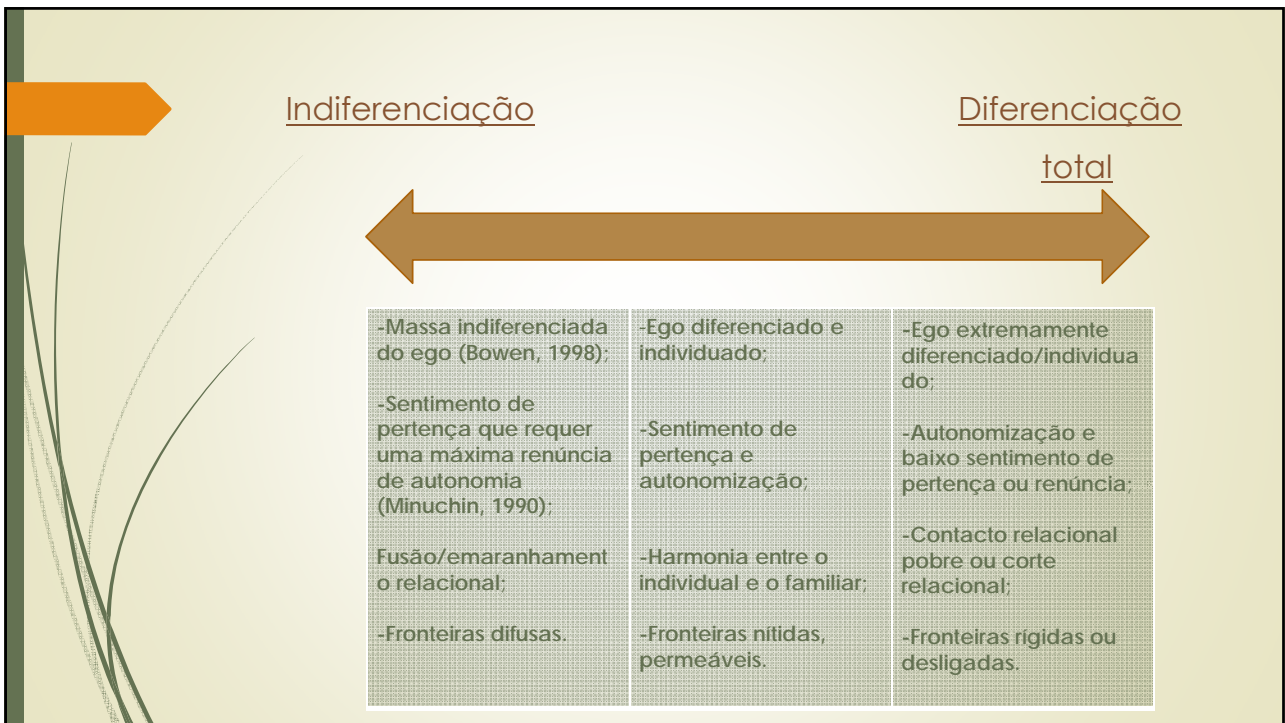 Indiferenciação
Diferenciação
total
-Massa indiferenciada
do ego (Bowen, 1998);
-Sentimento de
pertença que requer
uma máxima renúncia
de autonomia
(Minuchin, 1990);
Fusão/emaranhament
o relacional;
-Fronteiras difusas.
-Ego diferenciado e
individuado;
-Sentimento de
pertença e
autonomização;
-Harmonia entre o
individual e o familiar;
-Fronteiras nítidas,
permeáveis.
-Ego extremamente
diferenciado/individua
do;
-Autonomização e
baixo sentimento de
pertença ou renúncia;
-Contacto relacional
pobre ou corte
relacional;
-Fronteiras rígidas ou
desligadas.